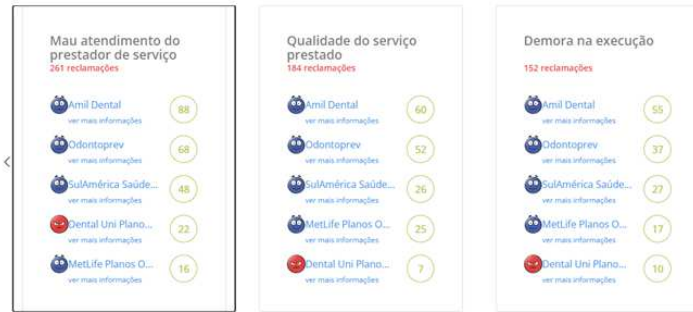 Mau atendimento do
prestador de serviço
261 reclamações
Amil Dental
88
ver mais informações
Odontoprev
68
ver mais informações
SulAmérica Saúde...
48
ver mais informações
Dental Uni Plano...
22
ver mais informações
MetLife Planos O...
16
ver mais informações
Qualidade do serviço
prestado
184 reclamações
Amil Dental
60
ver mais informações
Odontoprev
52
ver mais informações
SulAmérica Saúde...
26
ver mais informações
MetLife Planos O...
25
ver mais informações
Dental Uni Plano...
7
ver mais informações
Demora na execução
152 reclamações
Amil Dental
55
ver mais informações
Odontoprev
37
ver mais informações
SulAmérica Saúde...
27
ver mais informações
MetLife Planos O...
17
ver mais informações
Dental Uni Plano...
10
ver mais informações